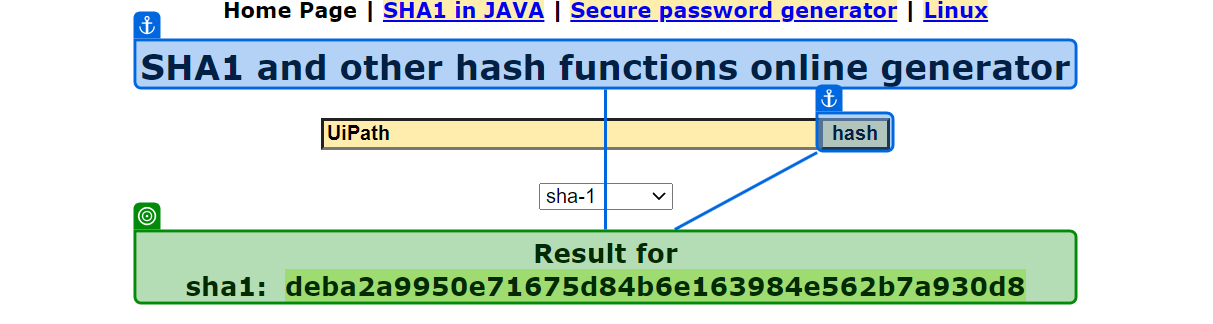 Home Page | SHA1 in JAVA | Secure password generator | Linux
SHA1 and other hash functions online generator
UiPath hash
sha-1
Result for
sha1: deba2a9950e71675d84b6e163984e562b7a930d8